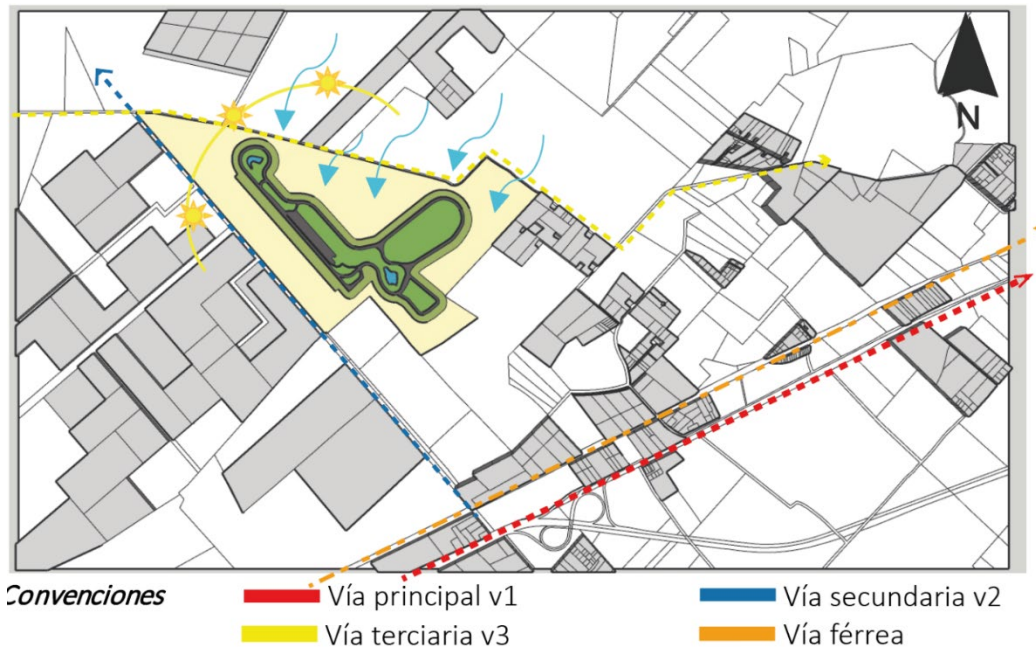 N
Convenciones
Vía principal v1
Vía secundaria v2
Vía terciaria v3
Vía férrea